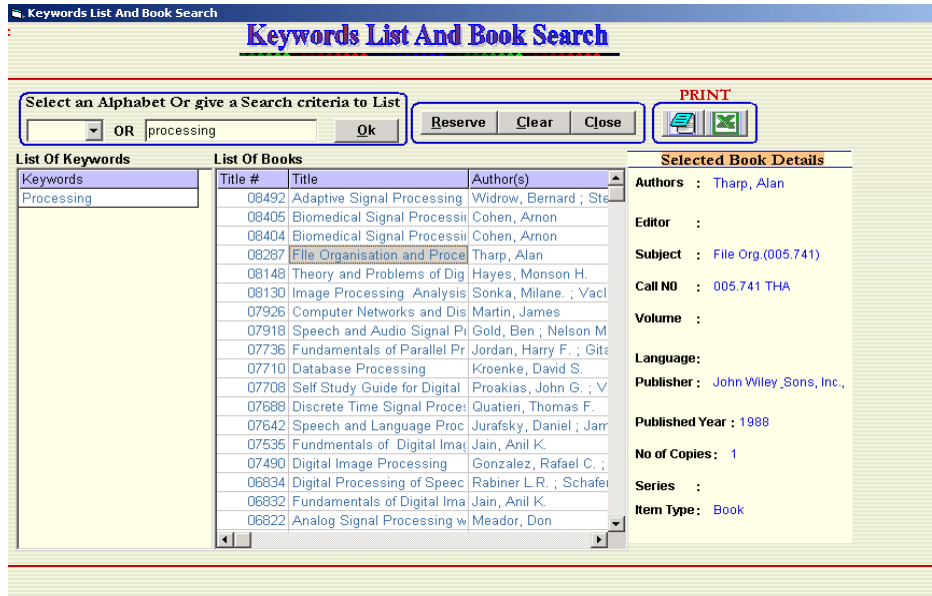 Keywords List And Book Search
Keywords List And Book Search
Select an Alphabet Or give a Search criteria to List
OR processing Ok
Reserve Clear Close
PRINT
List Of Keywords
Keywords
Processing
List Of Books
Title # Title Author(s)
08492 Adaptive Signal Processing Widrow, Bernard ; Ste
08405 Biomedical Signal Processi Cohen, Arnon
08404 Biomedical Signal Processi Cohen, Arnon
08287 FIle Organisation and Proce Tharp, Alan
08148 Theory and Problems of Dig Hayes, Monson H.
08130 Image Processing Analysis Sonka, Milane. ; Vacl
07926 Computer Networks and Dis Martin, James
07918 Speech and Audio Signal Pr Gold, Ben ; Nelson M
07736 Fundamentals of Parallel Pr Jordan, Harry F. ; Gita
07710 Database Processing Kroenke, David S.
07708 Self Study Guide for Digital Proakias, John G. ; V
07688 Discrete Time Signal Proces Quatieri, Thomas F.
07642 Speech and Language Proc Jurafsky, Daniel ; Jam
07535 Fundmentals of Digital Imag Jain, Anil K.
07490 Digital Image Processing Gonzalez, Rafael C. ;
06834 Digital Processing of Speec Rabiner L.R. ; Schafer
06832 Fundamentals of Digital Ima Jain, Anil K.
06822 Analog Signal Processing w Meador, Don
Selected Book Details
Authors : Tharp, Alan
Editor :
Subject : File Org.(005.741)
Call N0 : 005.741 THA
Volume :
Language:
Publisher : John Wiley_Sons, Inc.,
Published Year : 1988
No of Copies : 1
Series :
Item Type : Book